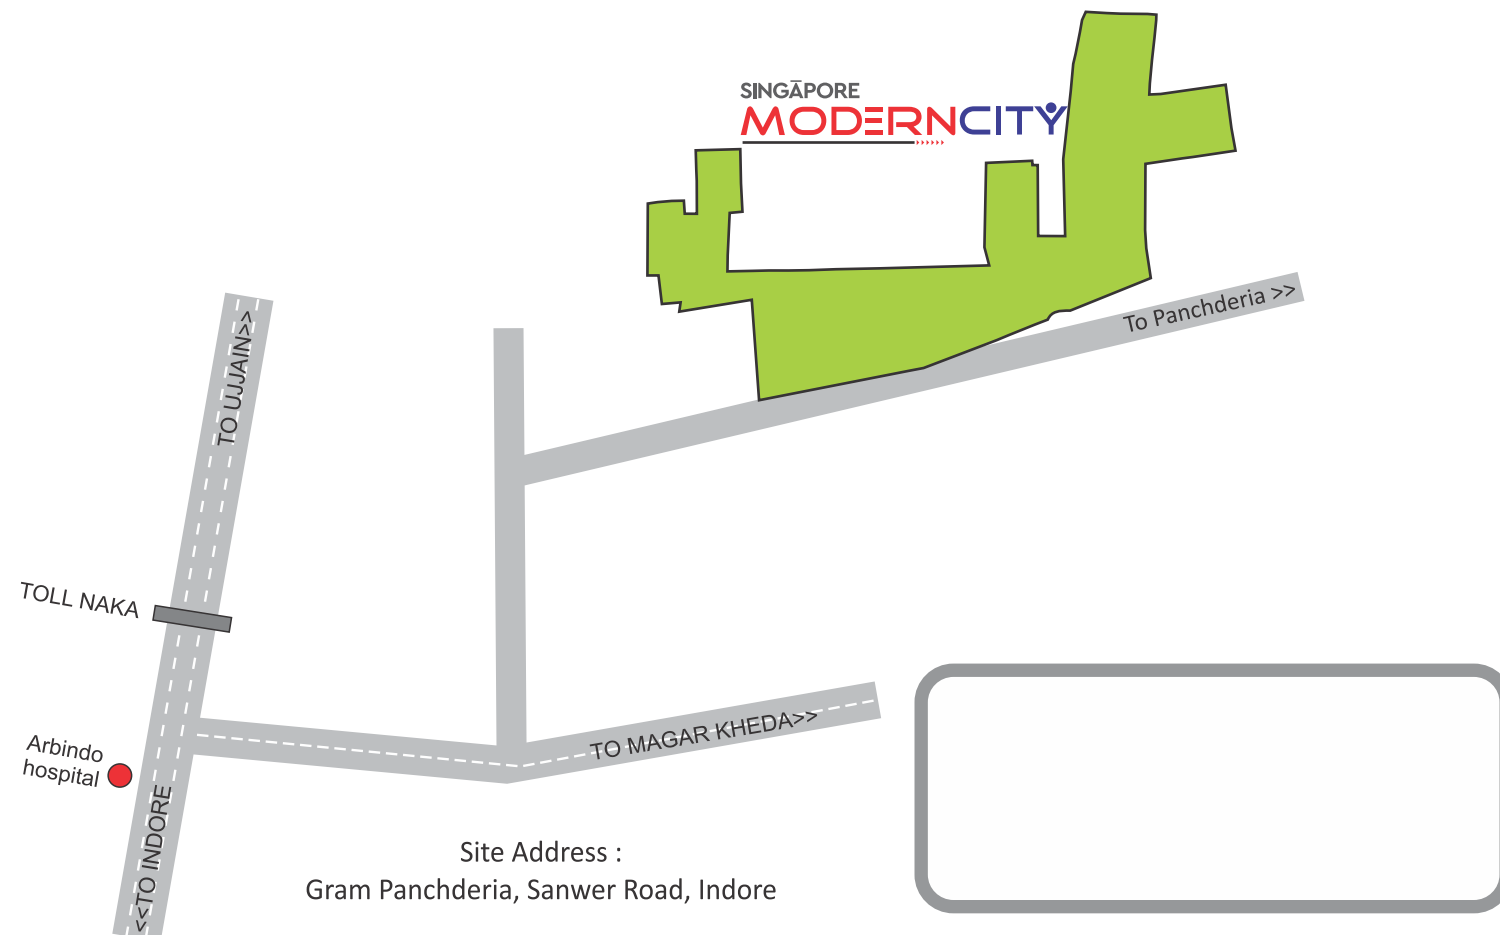 SINGĀPORE
MODERNCITY
To Panchderia >>
TO UJJAIN>>
TOLL NAKA
Arbindo
hospital
TO MAGAR KHEDA>>
<<TO INDORE
Site Address :
Gram Panchderia, Sanwer Road, Indore